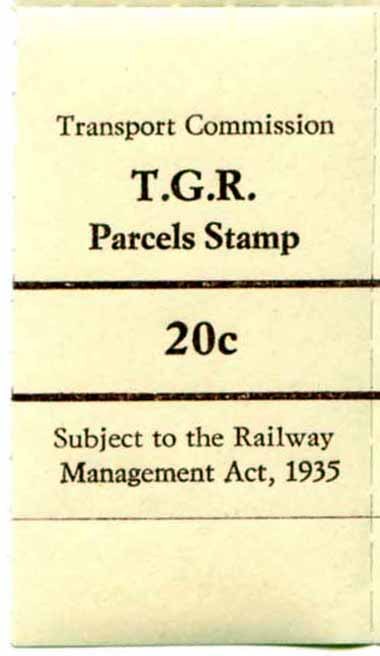 Transport Commission
T.G.R.
Parcels Stamp
20c
Subject to the Railway
Management Act, 1935